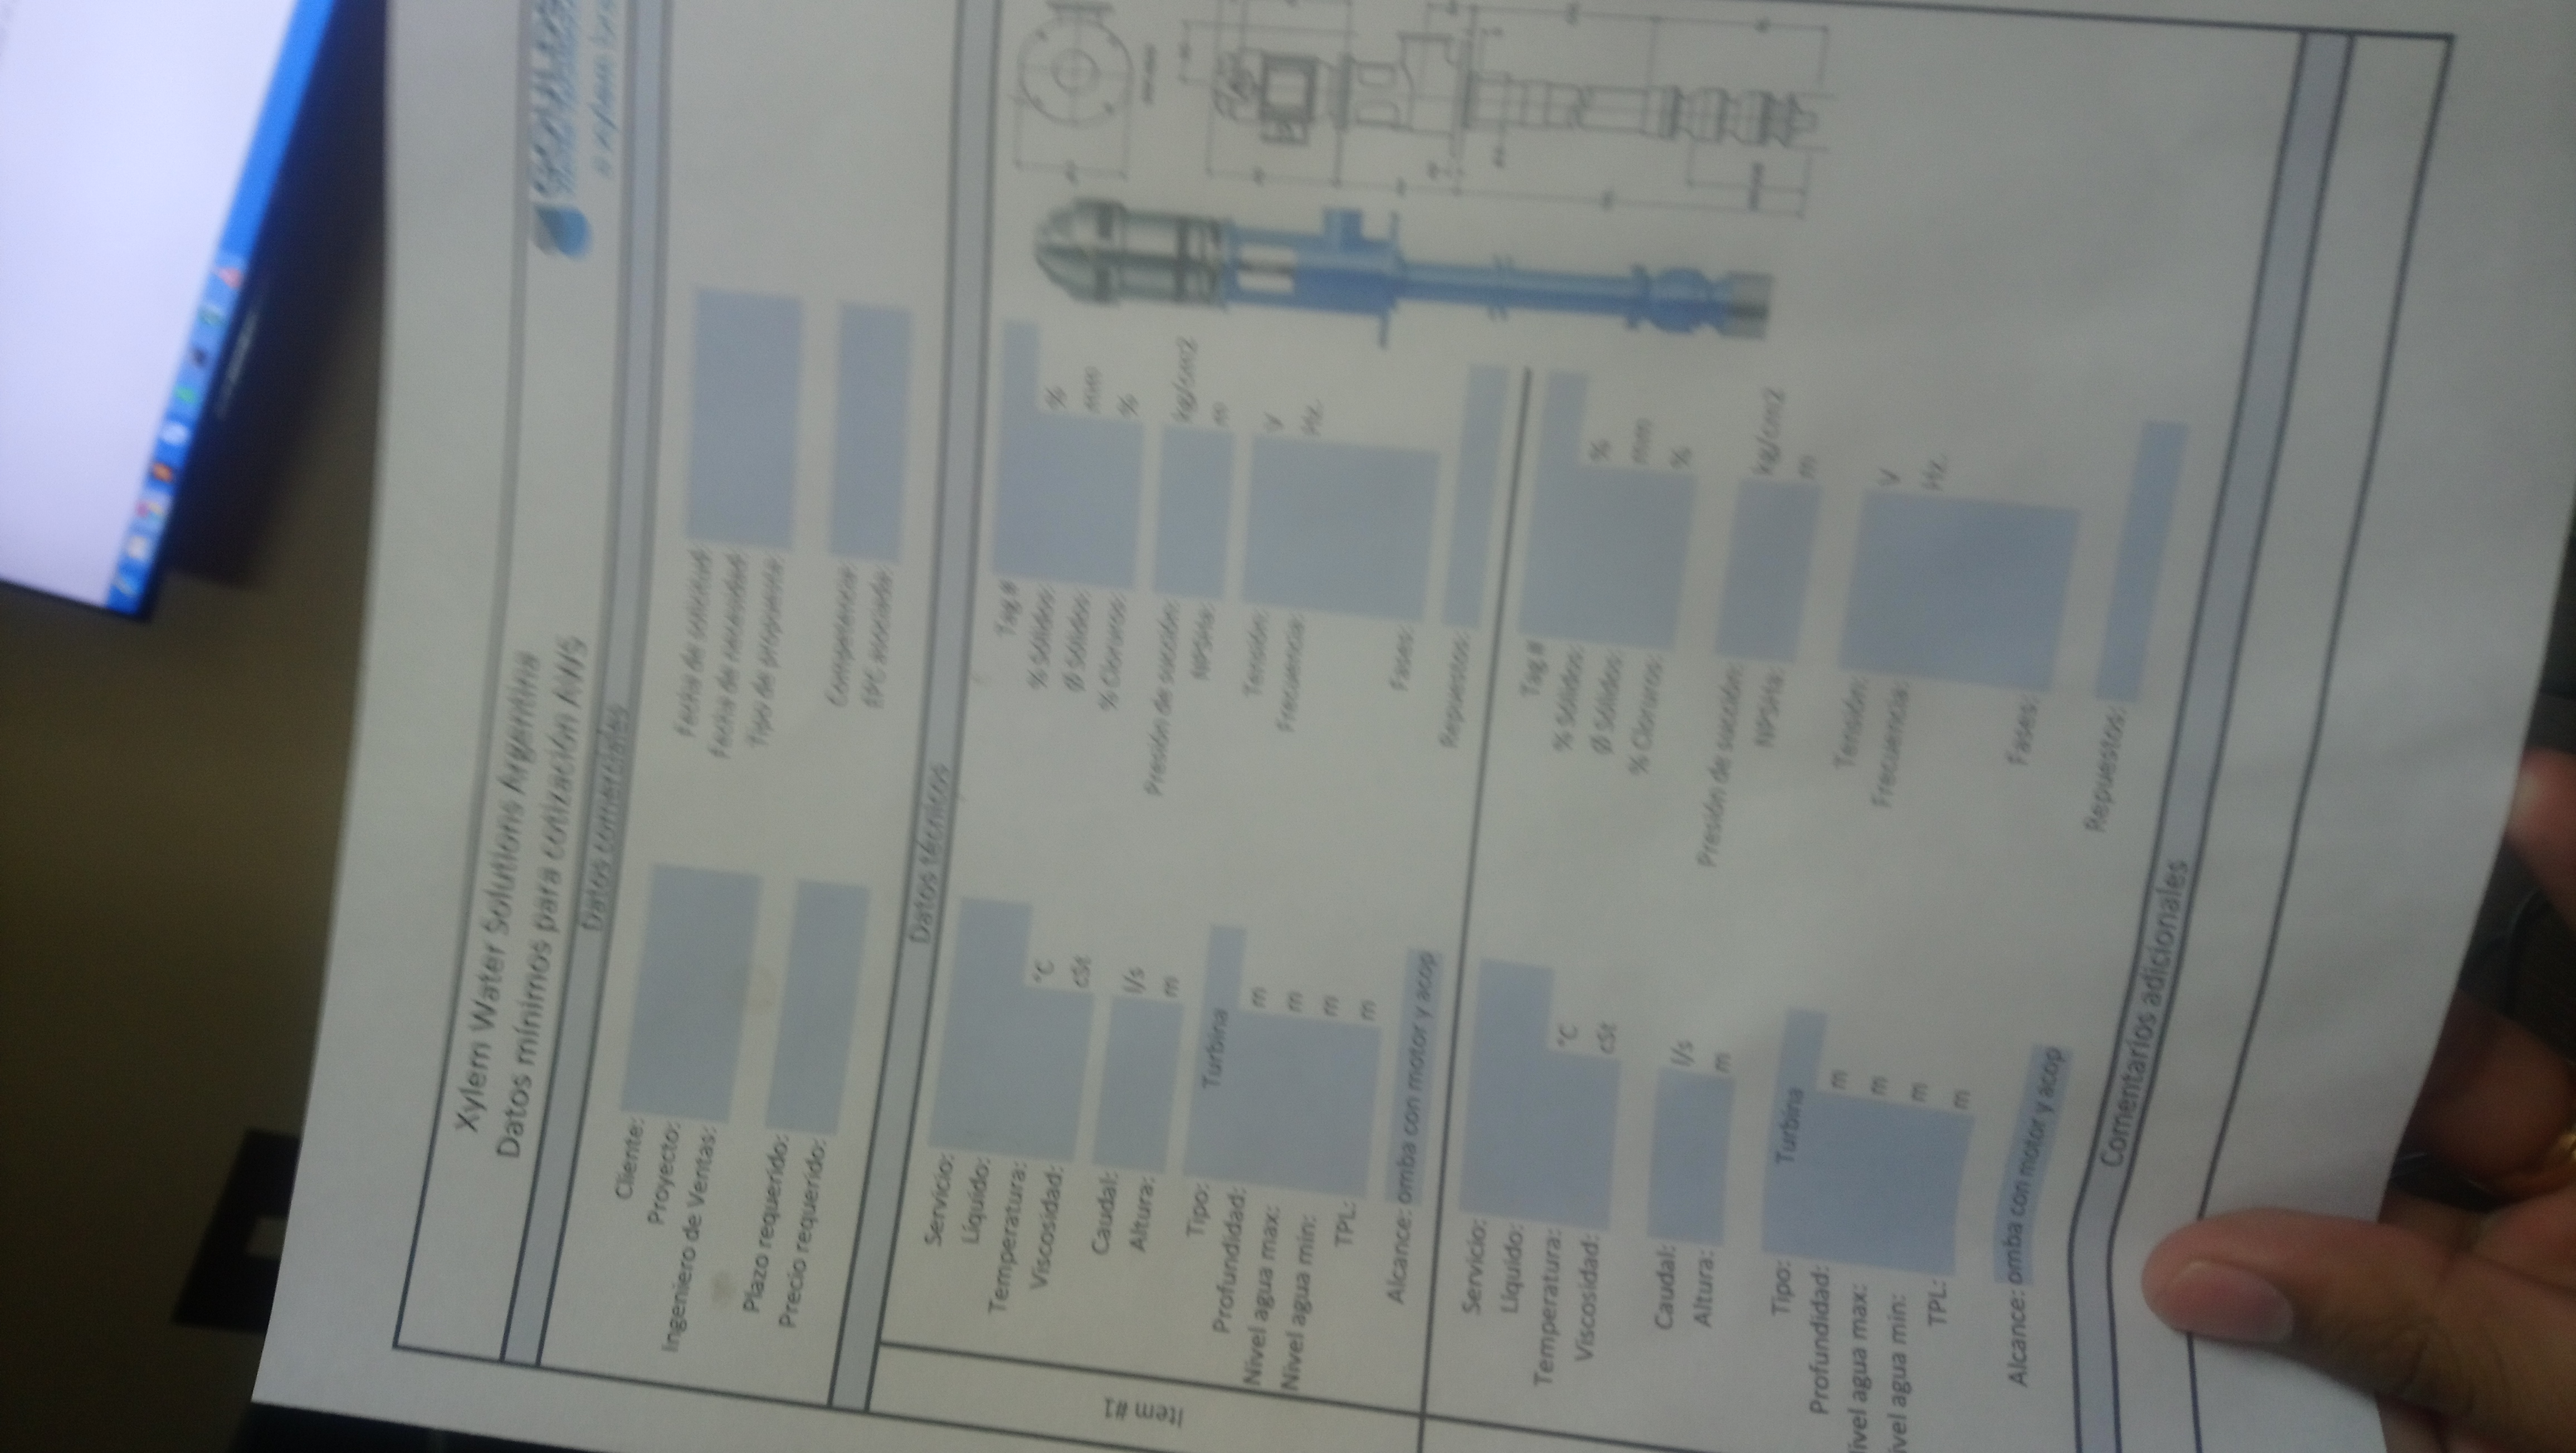 Xylem Water Solutions Argentina
Datos mínimos para cotización AWS
Datos comerciales
Cliente:
Proyecto:
Ingeniero de Ventas:
Fecha de solicitud:
Fecha de necesidad:
Tipo de propuesta:
Plazo requerido:
Precio requerido:
Competencia:
EPC asociada:
Datos técnicos
Item #1
Servicio:
Líquido:
Temperatura: °C
Viscosidad: cSt
Tag #
% Sólidos: %
Ø Sólidos: mm
% Cloruros: %
Caudal: l/s
Altura: m
Presión de succión: kg/cm2
NPSHa: m
Tipo: Turbina
Profundidad: m
Nivel agua max: m
Nivel agua min: m
TPL: m
Tensión: V
Frecuencia: Hz.
Fases:
Alcance: omba con motor y acop
Repuestos:
Servicio:
Líquido:
Temperatura: °C
Viscosidad: cSt
Tag #
% Sólidos: %
Ø Sólidos: mm
% Cloruros: %
Caudal: l/s
Altura: m
Presión de succión: kg/cm2
NPSHa: m
Tipo: Turbina
Profundidad: m
ivel agua max: m
ivel agua min: m
TPL: m
Tensión: V
Frecuencia: Hz.
Fases:
Alcance: omba con motor y acop
Repuestos:
Comentarios adicionales